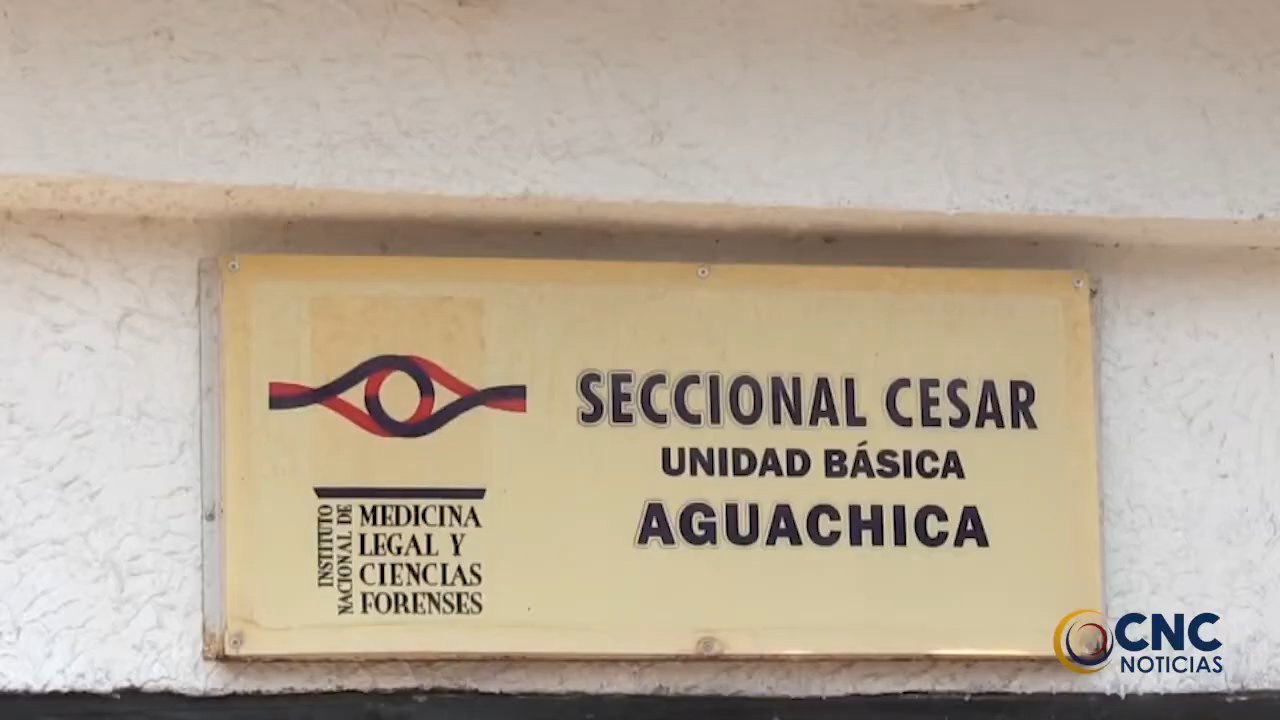 SECCIONAL CESAR
UNIDAD BÁSICA
AGUACHICA
INSTITUTO
NACIONAL DE
MEDICINA
LEGAL Y
CIENCIAS
FORENSES
CNC
NOTICIAS